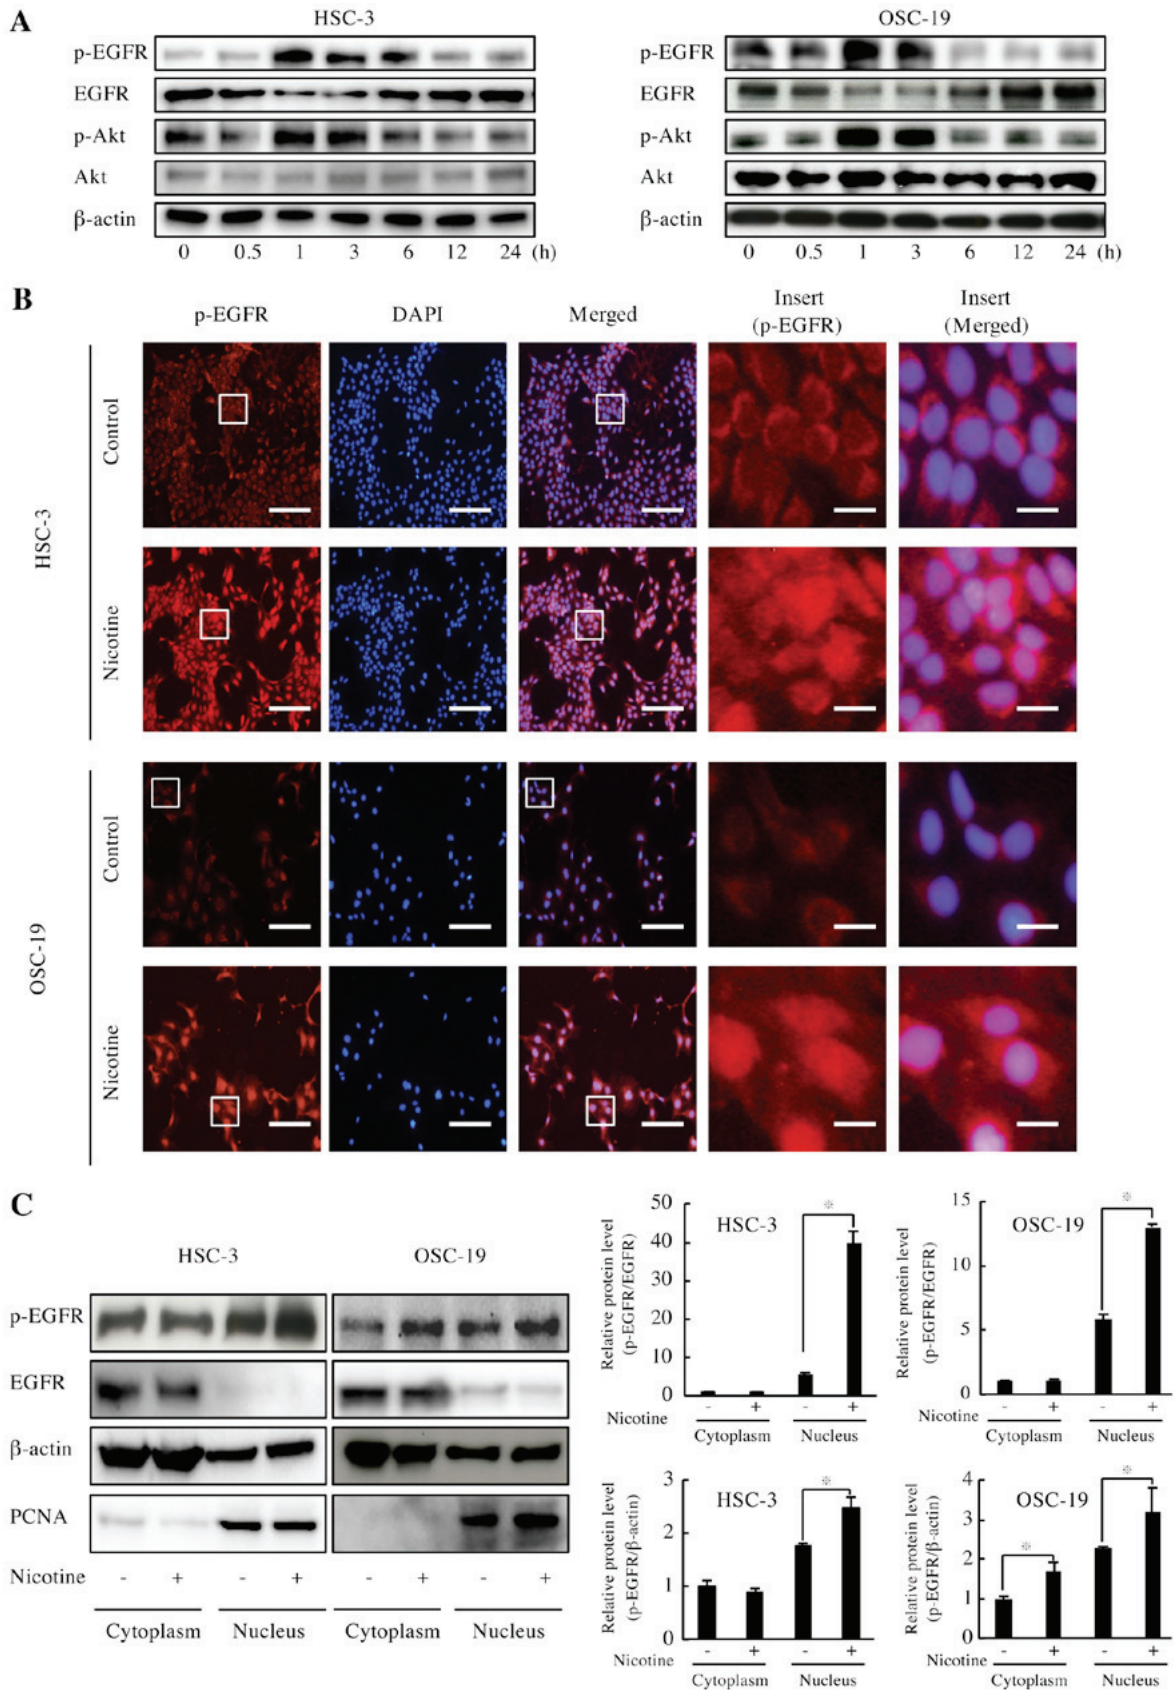 A
HSC-3
OSC-19
p-EGFR
EGFR
p-Akt
Akt
β-actin
0 0.5 1 3 6 12 24 (h)
p-EGFR
EGFR
p-Akt
Akt
β-actin
0 0.5 1 3 6 12 24 (h)
B
p-EGFR
DAPI
Merged
Insert
(p-EGFR)
Insert
(Merged)
HSC-3
Control
Nicotine
OSC-19
Control
Nicotine
C
HSC-3
OSC-19
p-EGFR
EGFR
β-actin
PCNA
Nicotine - + - + - + - +
Cytoplasm Nucleus Cytoplasm Nucleus
Relative protein level
(p-EGFR/EGFR)
50
40
30
20
10
0
HSC-3
※
- + - +
Nicotine
Cytoplasm Nucleus
Relative protein level
(p-EGFR/EGFR)
15
10
5
0
OSC-19
※
- + - +
Nicotine
Cytoplasm Nucleus
Relative protein level
(p-EGFR/β-actin)
3
2
1
0
HSC-3
※
- + - +
Nicotine
Cytoplasm Nucleus
Relative protein level
(p-EGFR/β-actin)
4
3
2
1
0
OSC-19
※
※
- + - +
Nicotine
Cytoplasm Nucleus